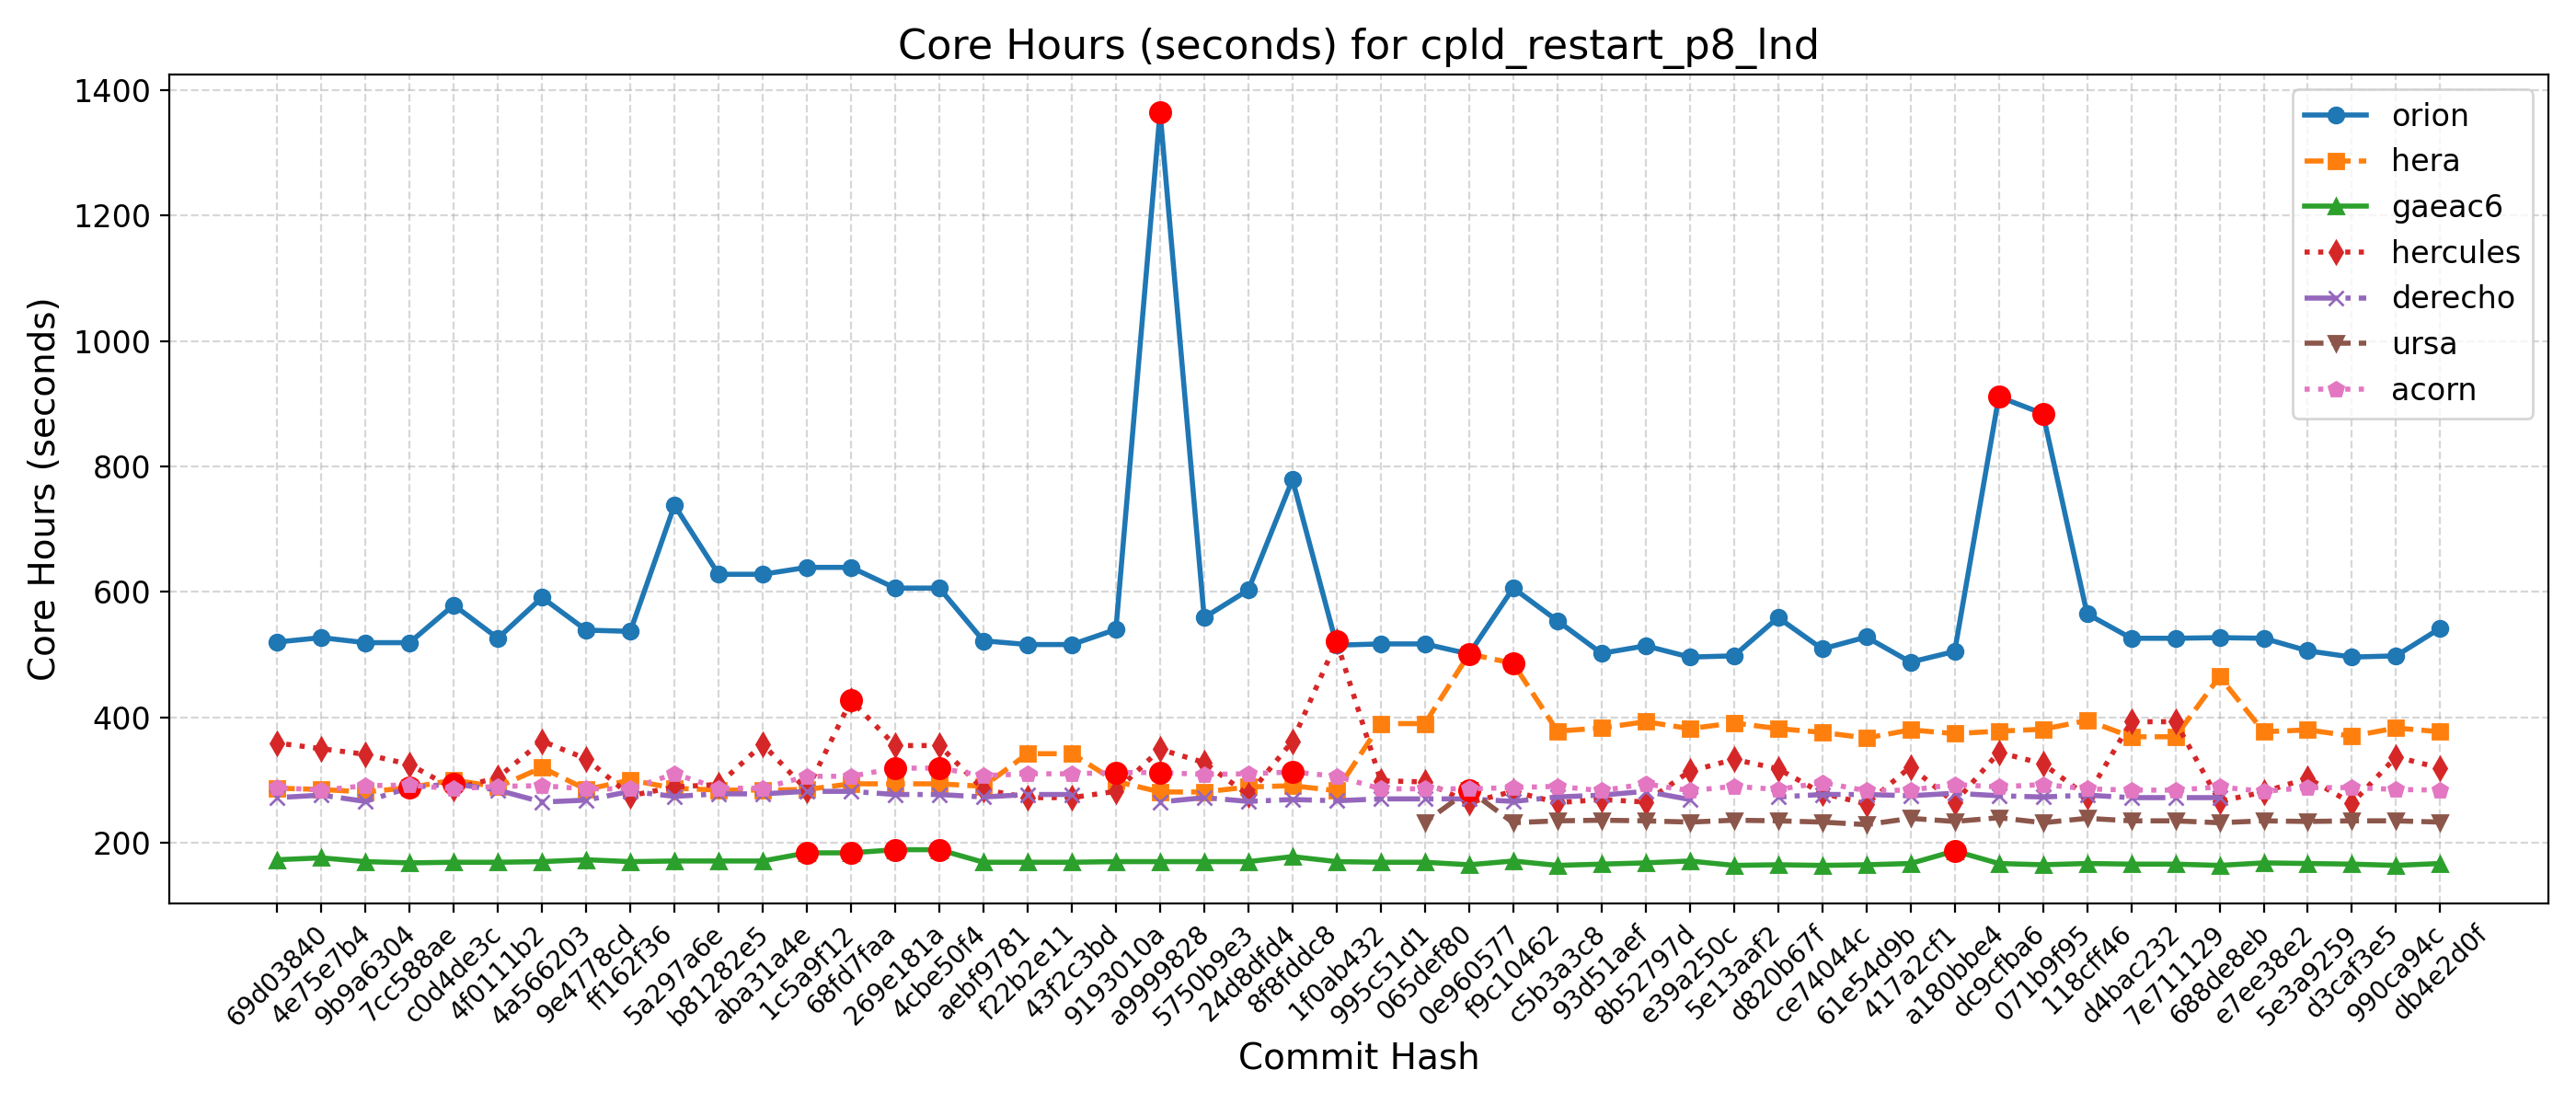 Core Hours (seconds) for cpld_restart_p8_lnd
Core Hours (seconds)
1400
1200
1000
800
600
400
200
orion
hera
gaeac6
hercules
derecho
ursa
acorn
69d03840
4e75e7b4
9b9a6304
7cc588ae
c0d4de3c
4f0111b2
4a566203
9e4778cd
ff162f36
5a297a6e
b81282e5
aba31a4e
1c5a9f12
68fd7faa
269e181a
4cbe50f4
aebf9781
f22b2e11
43f2c3bd
9193010a
a9999828
5750b9e3
24d8dfd4
8f8fddc8
1f0ab432
995c51d1
065def80
0e960577
f9c10462
c5b3a3c8
93d51aef
8b52797d
e39a250c
5e13aaf2
d820b67f
ce74044c
61e54d9b
417a2cf1
a180bbe4
dc9cfba6
071b9f95
118cff46
d4bac232
7e711129
688de8eb
e7ee38e2
5e3a9259
d3caf3e5
990ca94c
db4e2d0f
Commit Hash